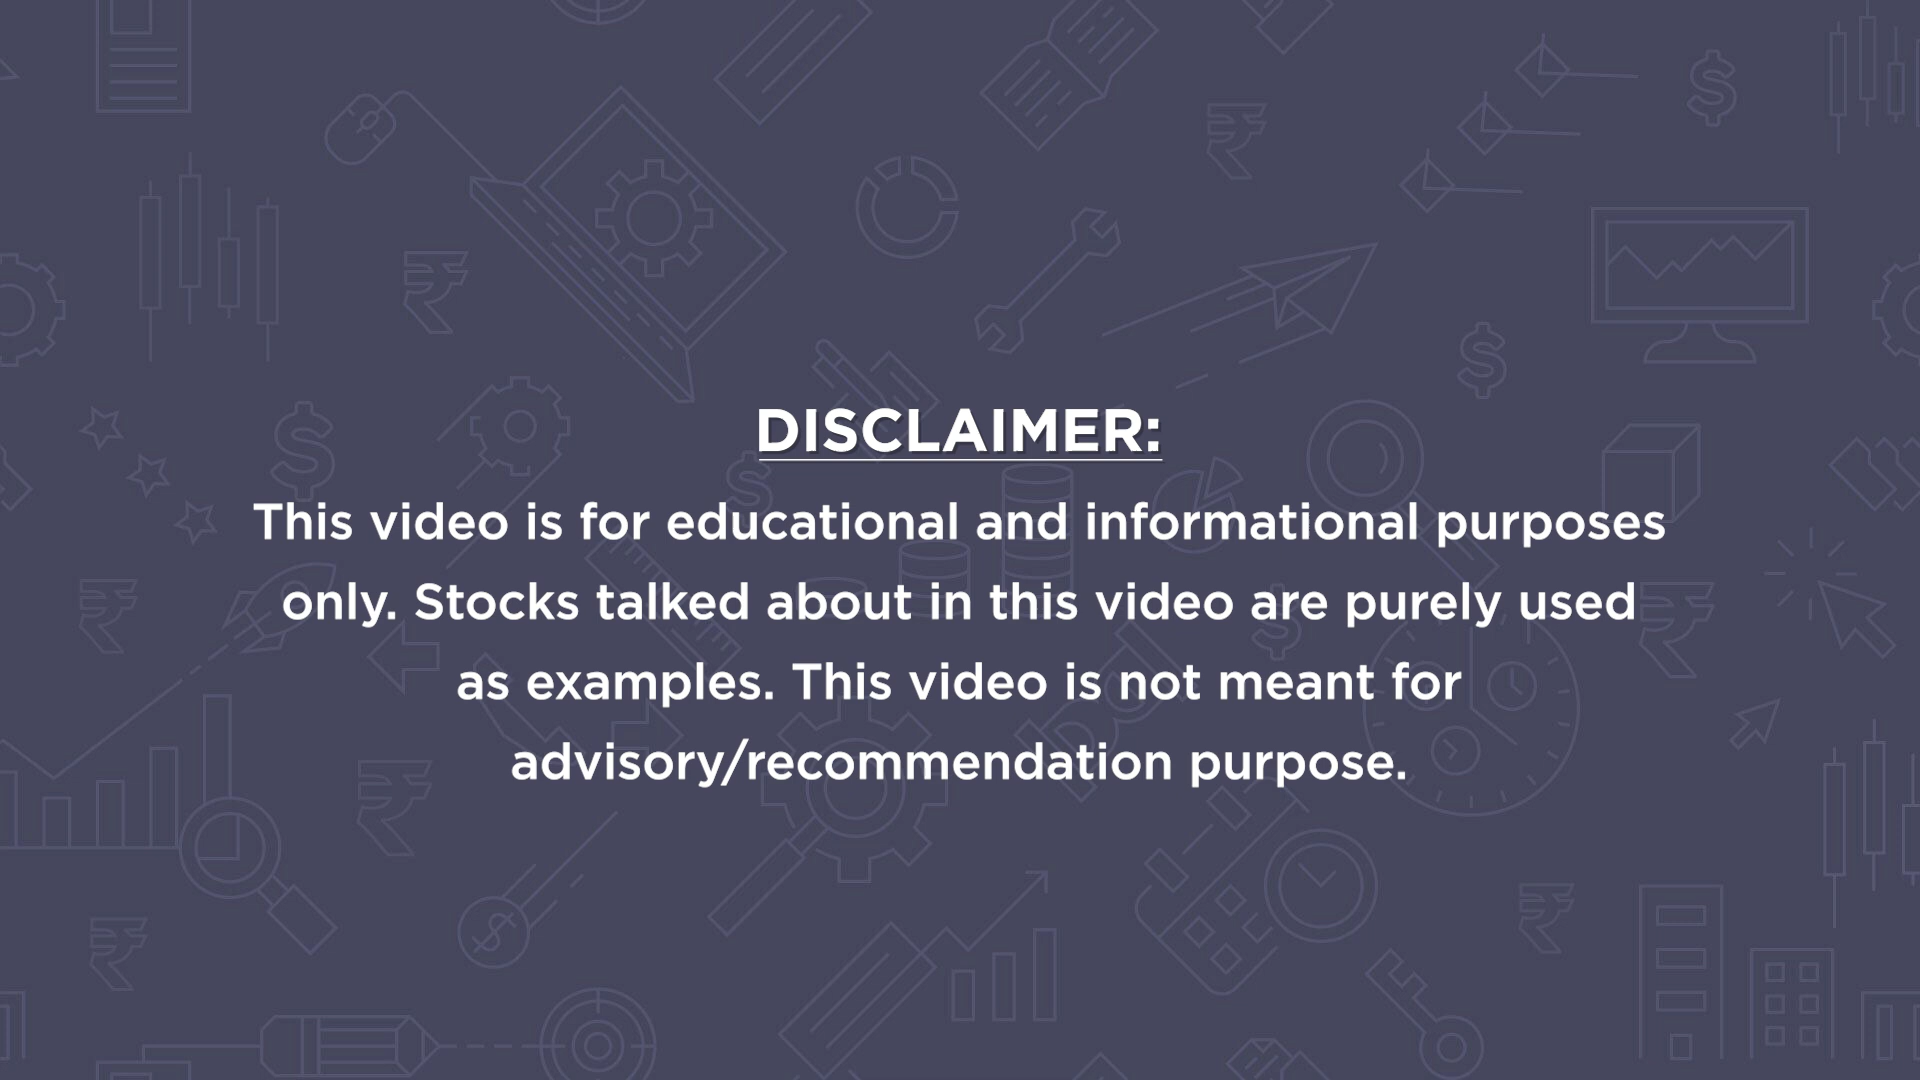 DISCLAIMER:
This video is for educational and informational purposes
only. Stocks talked about in this video are purely used
as examples. This video is not meant for
advisory/recommendation purpose.